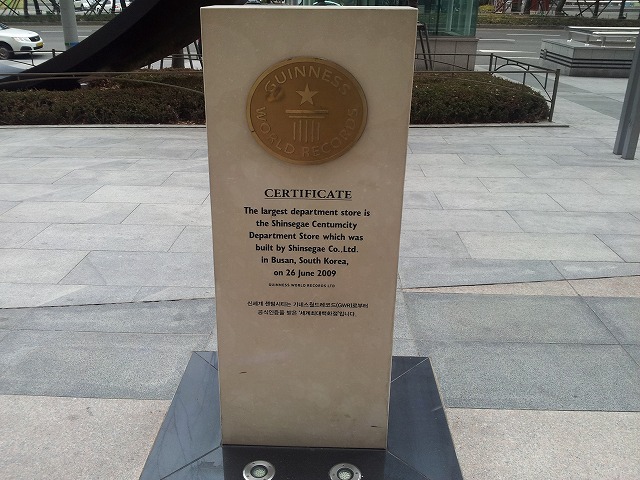 GUINNESS
WORLD RECORDS
CERTIFICATE
The largest department store is
the Shinsegae Centumcity
Department Store which was
built by Shinsegae Co.,Ltd.
in Busan, South Korea,
on 26 June 2009
GUINNESS WORLD RECORDS LTD
신세계 센텀시티는 기네스월드레코드(GWR)로부터
공식인증을 받은 '세계최대백화점'입니다.